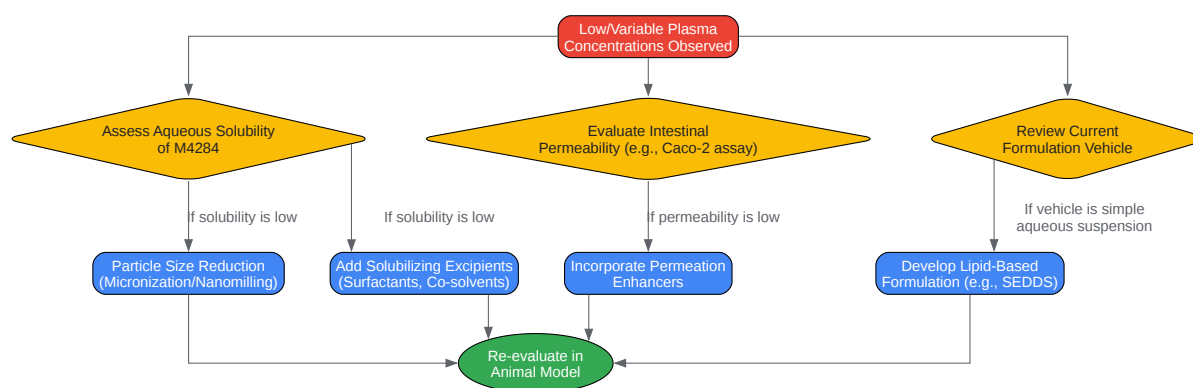 Low/Variable Plasma
Concentrations Observed
Assess Aqueous Solubility
of M4284
Evaluate Intestinal
Permeability (e.g., Caco-2 assay)
Review Current
Formulation Vehicle
If solubility is low
If solubility is low
If permeability is low
If vehicle is simple
aqueous suspension
Particle Size Reduction
(Micronization/Nanomilling)
Add Solubilizing Excipients
(Surfactants, Co-solvents)
Incorporate Permeation
Enhancers
Develop Lipid-Based
Formulation (e.g., SEDDS)
Re-evaluate in
Animal Model